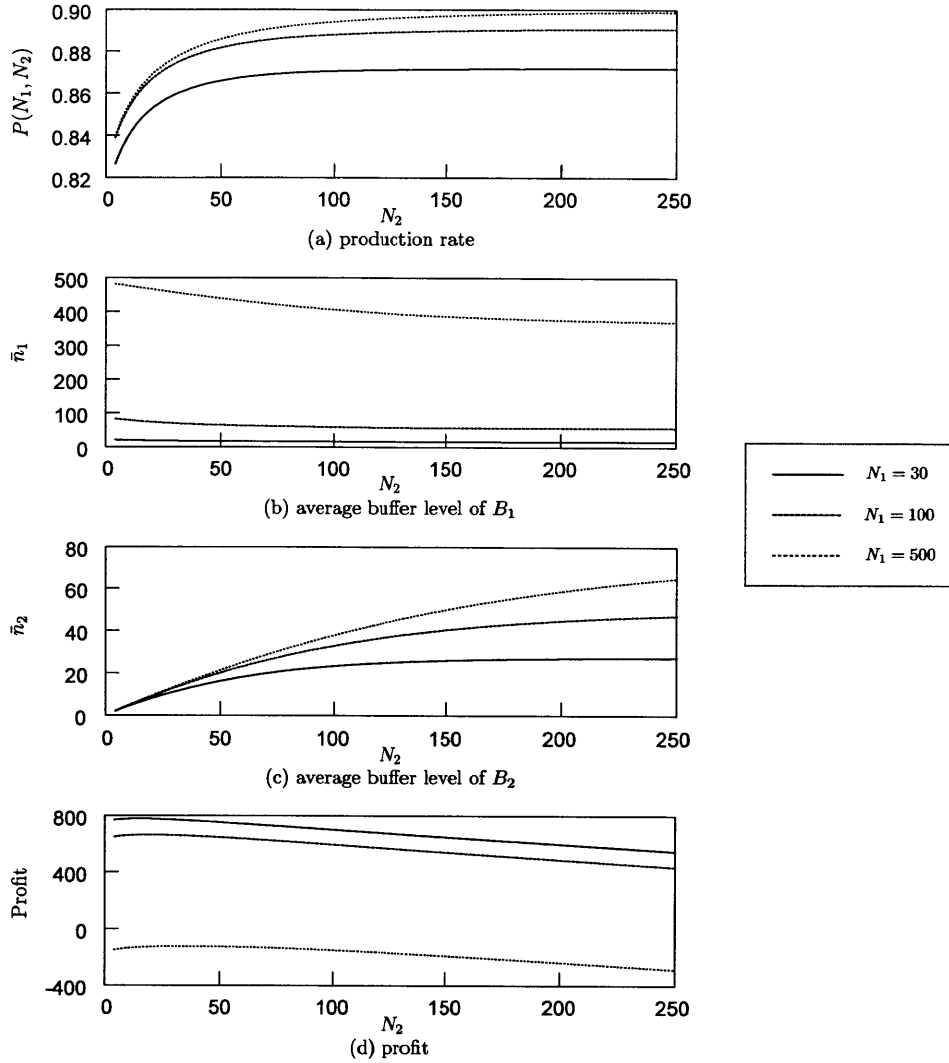 0.90
0.88
0.86
0.84
0.82
P(N₁, N₂)
0 50 100 150 200 250
N₂
(a) production rate
500
400
300
200
100
0
n̄₁
0 50 100 150 200 250
N₂
(b) average buffer level of B₁
N₁ = 30
N₁ = 100
N₁ = 500
80
60
40
20
0
n̄₂
0 50 100 150 200 250
N₂
(c) average buffer level of B₂
800
400
0
-400
Profit
0 50 100 150 200 250
N₂
(d) profit